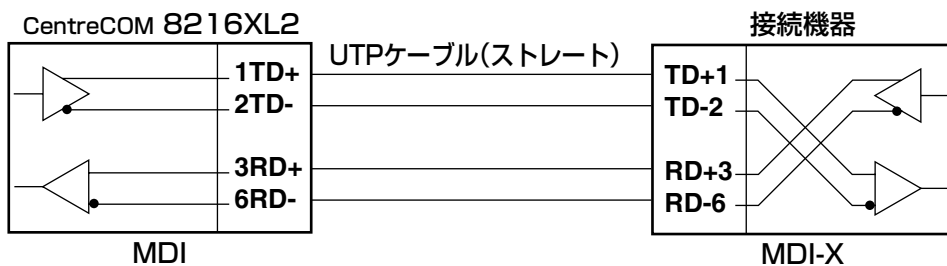 CentreCOM 8216XL2
接続機器
UTPケーブル(ストレート)
1TD+
2TD-
3RD+
6RD-
TD+1
TD-2
RD+3
RD-6
MDI
MDI-X